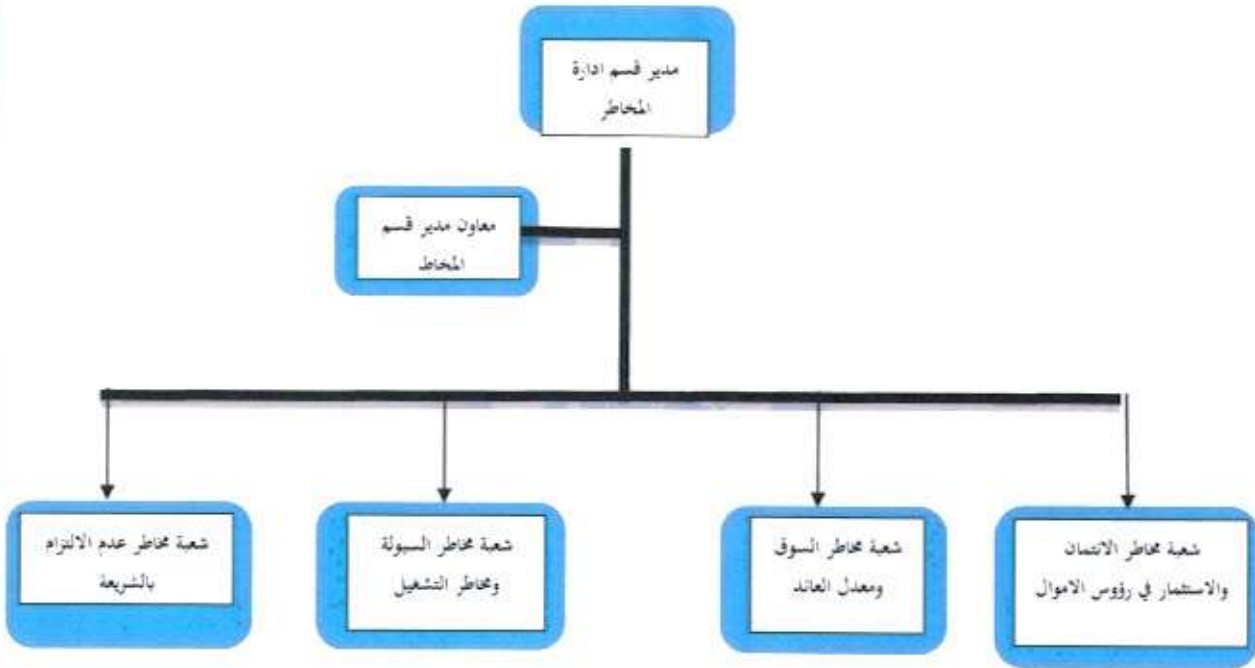 مدير قسم ادارة
المخاطر
معاون مدير قسم
المخاط
شعبة مخاطر الائتمان
والاستثمار في رؤوس الاموال
شعبة مخاطر السوق
ومعدل العائد
شعبة مخاطر السيولة
ومخاطر التشغيل
شعبة مخاطر عدم الالتزام
بالشريعة